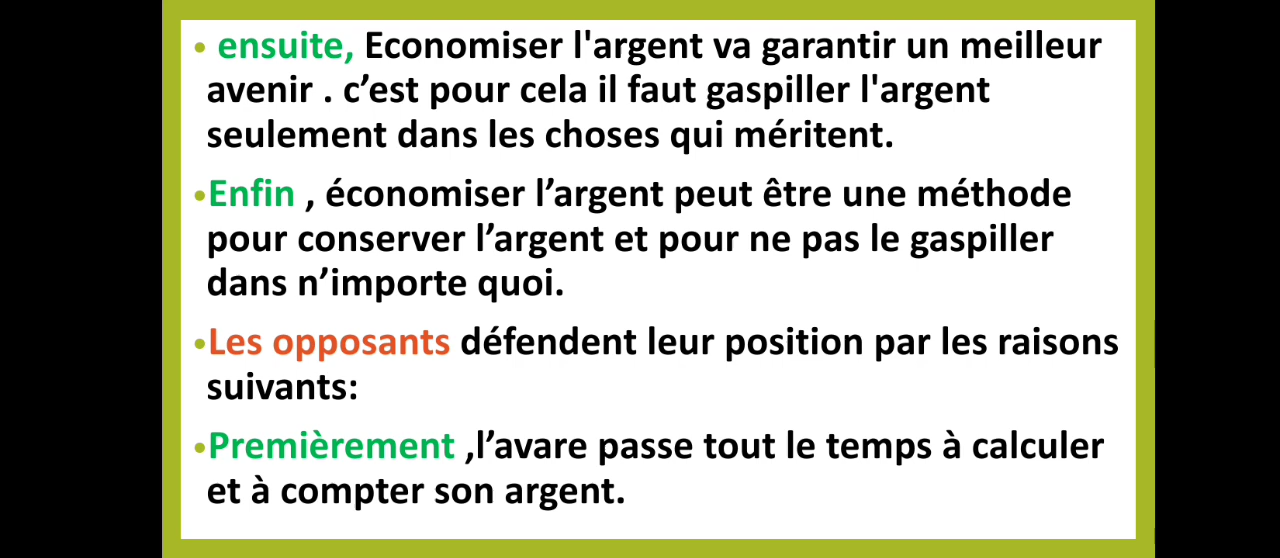 • ensuite, Economiser l'argent va garantir un meilleur
avenir . c’est pour cela il faut gaspiller l'argent
seulement dans les choses qui méritent.
•Enfin , économiser l’argent peut être une méthode
pour conserver l’argent et pour ne pas le gaspiller
dans n’importe quoi.
•Les opposants défendent leur position par les raisons
suivants:
•Premièrement ,l’avare passe tout le temps à calculer
et à compter son argent.